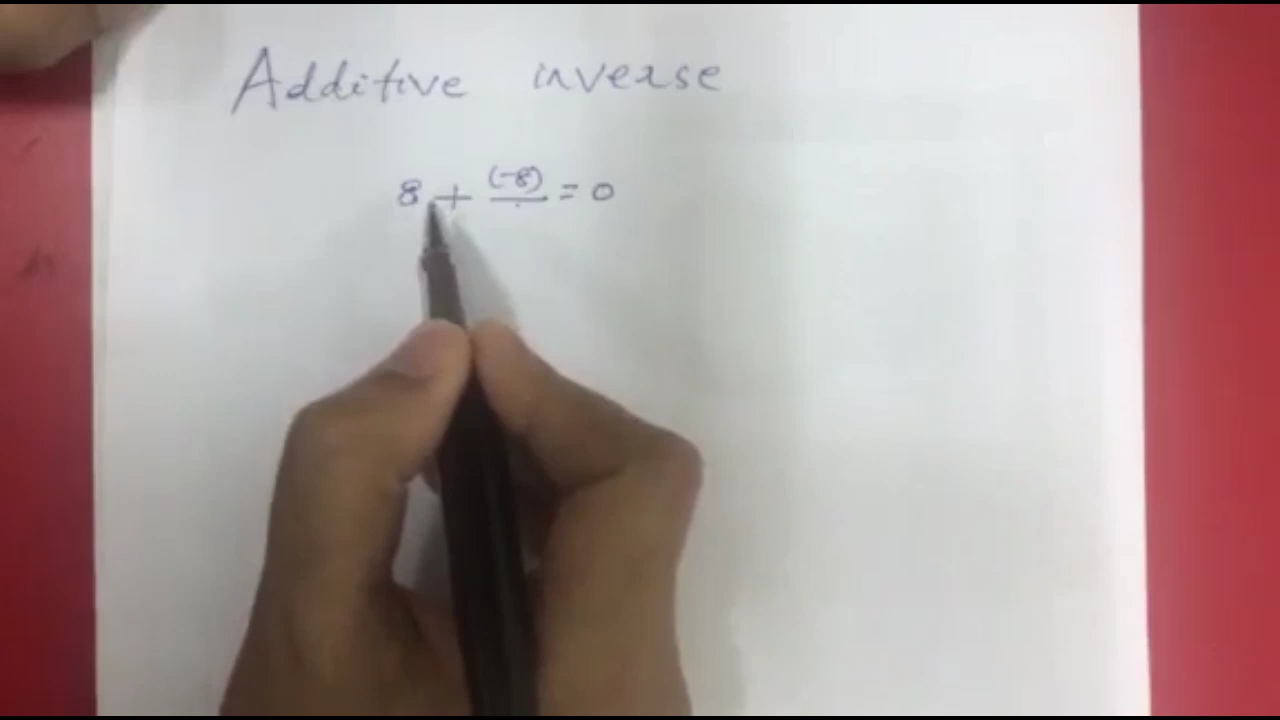 Additive inverse
8 + (-8) = 0